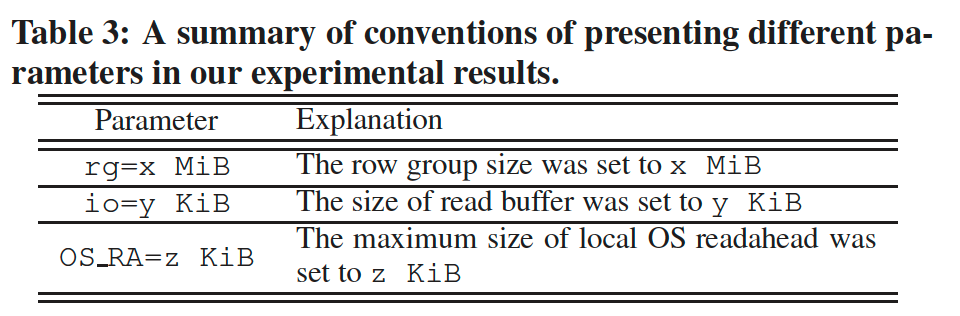 Table 3: A summary of conventions of presenting different pa-
rameters in our experimental results.
Parameter Explanation
rg=x MiB The row group size was set to x MiB
io=y KiB The size of read buffer was set to y KiB
OS_RA=z KiB The maximum size of local OS readahead was
set to z KiB